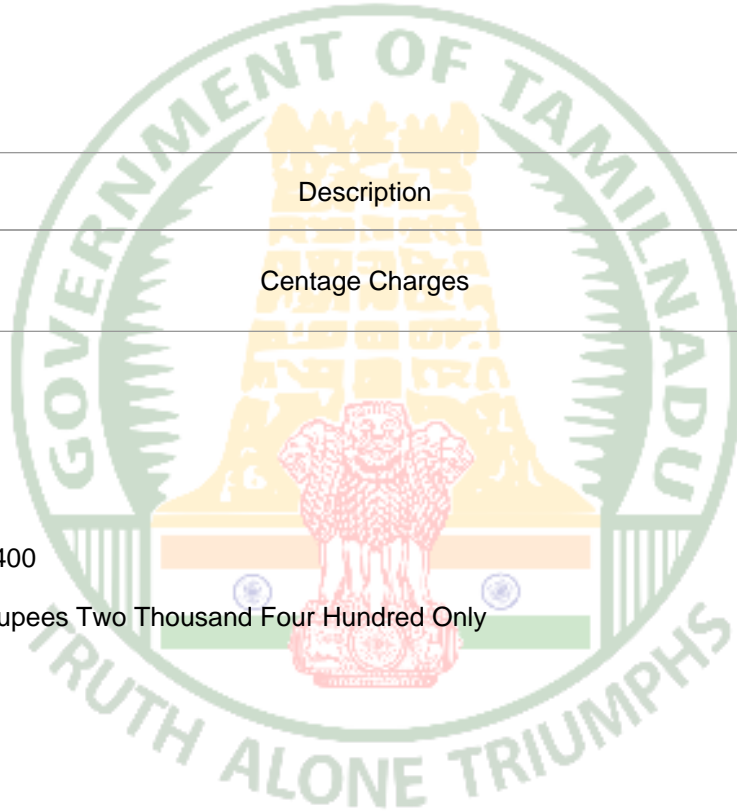 GOVERNMENT OF TAMILNADU
Description
Centage Charges
400
upees Two Thousand Four Hundred Only
TRUTH ALONE TRIUMPHS